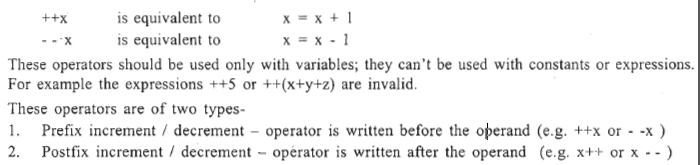 ++x is equivalent to x = x + 1
- - x is equivalent to x = x - 1
These operators should be used only with variables; they can't be used with constants or expressions.
For example the expressions ++5 or ++(x+y+z) are invalid.
These operators are of two types-
1. Prefix increment / decrement – operator is written before the operand (e.g. ++x or - -x )
2. Postfix increment / decrement – operator is written after the operand (e.g. x++ or x - - )